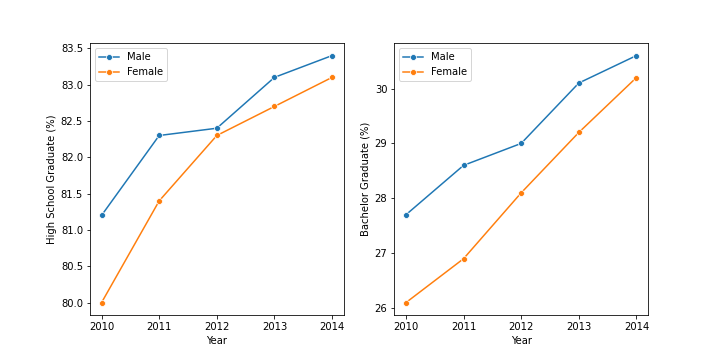 Male
Female
83.5
83.0
82.5
82.0
81.5
81.0
80.5
80.0
High School Graduate (%)
2010 2011 2012 2013 2014
Year
Male
Female
30
29
28
27
26
Bachelor Graduate (%)
2010 2011 2012 2013 2014
Year